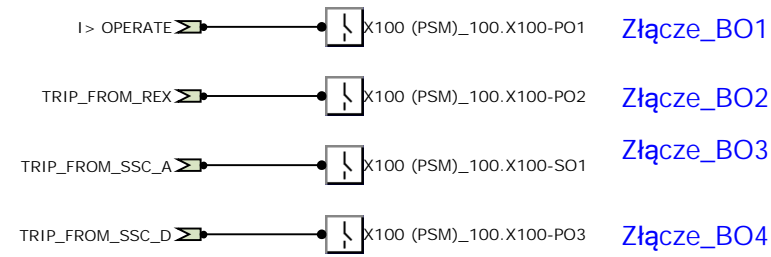 I> OPERATE X100 (PSM)_100.X100-PO1 Złącze_BO1
TRIP_FROM_REX X100 (PSM)_100.X100-PO2 Złącze_BO2
TRIP_FROM_SSC_A X100 (PSM)_100.X100-SO1 Złącze_BO3
TRIP_FROM_SSC_D X100 (PSM)_100.X100-PO3 Złącze_BO4